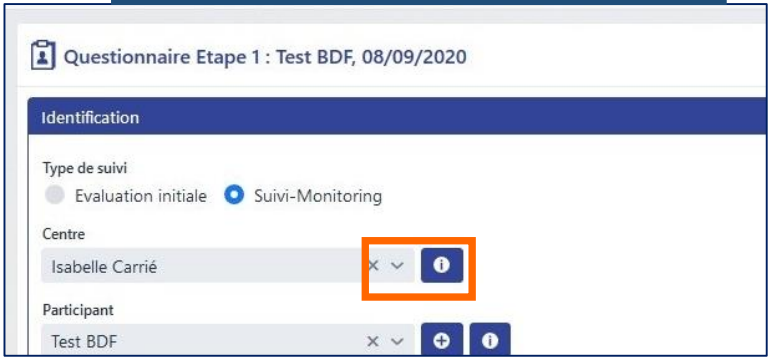 Questionnaire Etape 1 : Test BDF, 08/09/2020
Identification
Type de suivi
Evaluation initiale Suivi-Monitoring
Centre
Isabelle Carrié
Participant
Test BDF